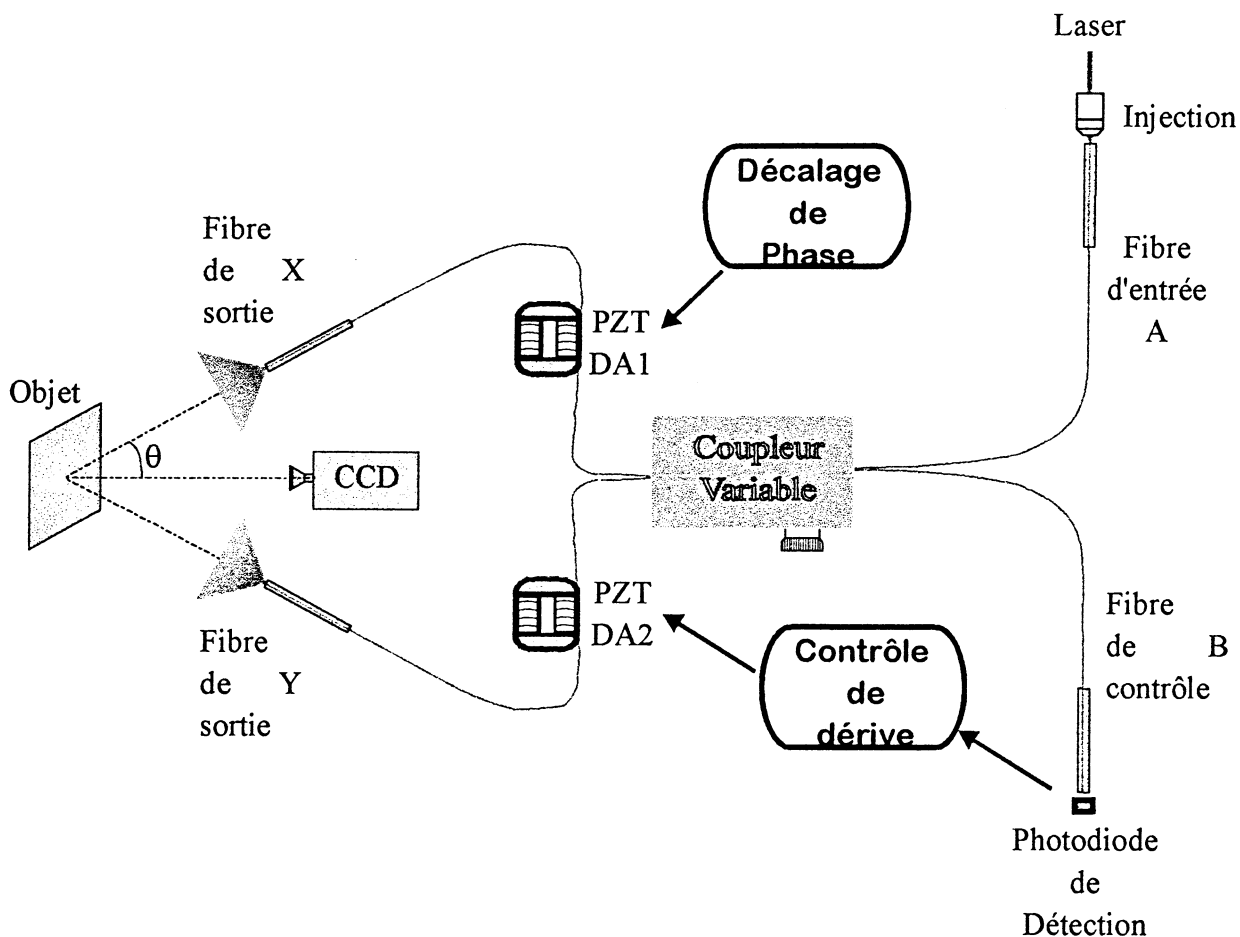 Laser
Injection
Décalage
de
Phase
Fibre
de X
sortie
Fibre
d'entrée
A
PZT
DA1
Objet
θ
CCD
Coupleur
Variable
PZT
DA2
Fibre
de Y
sortie
Contrôle
de
dérive
Fibre
de B
contrôle
Photodiode
de
Détection